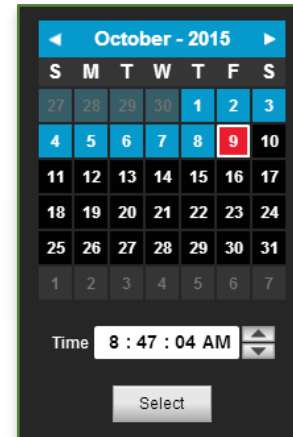 October - 2015
S M T W T F S
27 28 29 30 1 2 3
4 5 6 7 8 9 10
11 12 13 14 15 16 17
18 19 20 21 22 23 24
25 26 27 28 29 30 31
1 2 3 4 5 6 7
Time 8 : 47 : 04 AM
Select